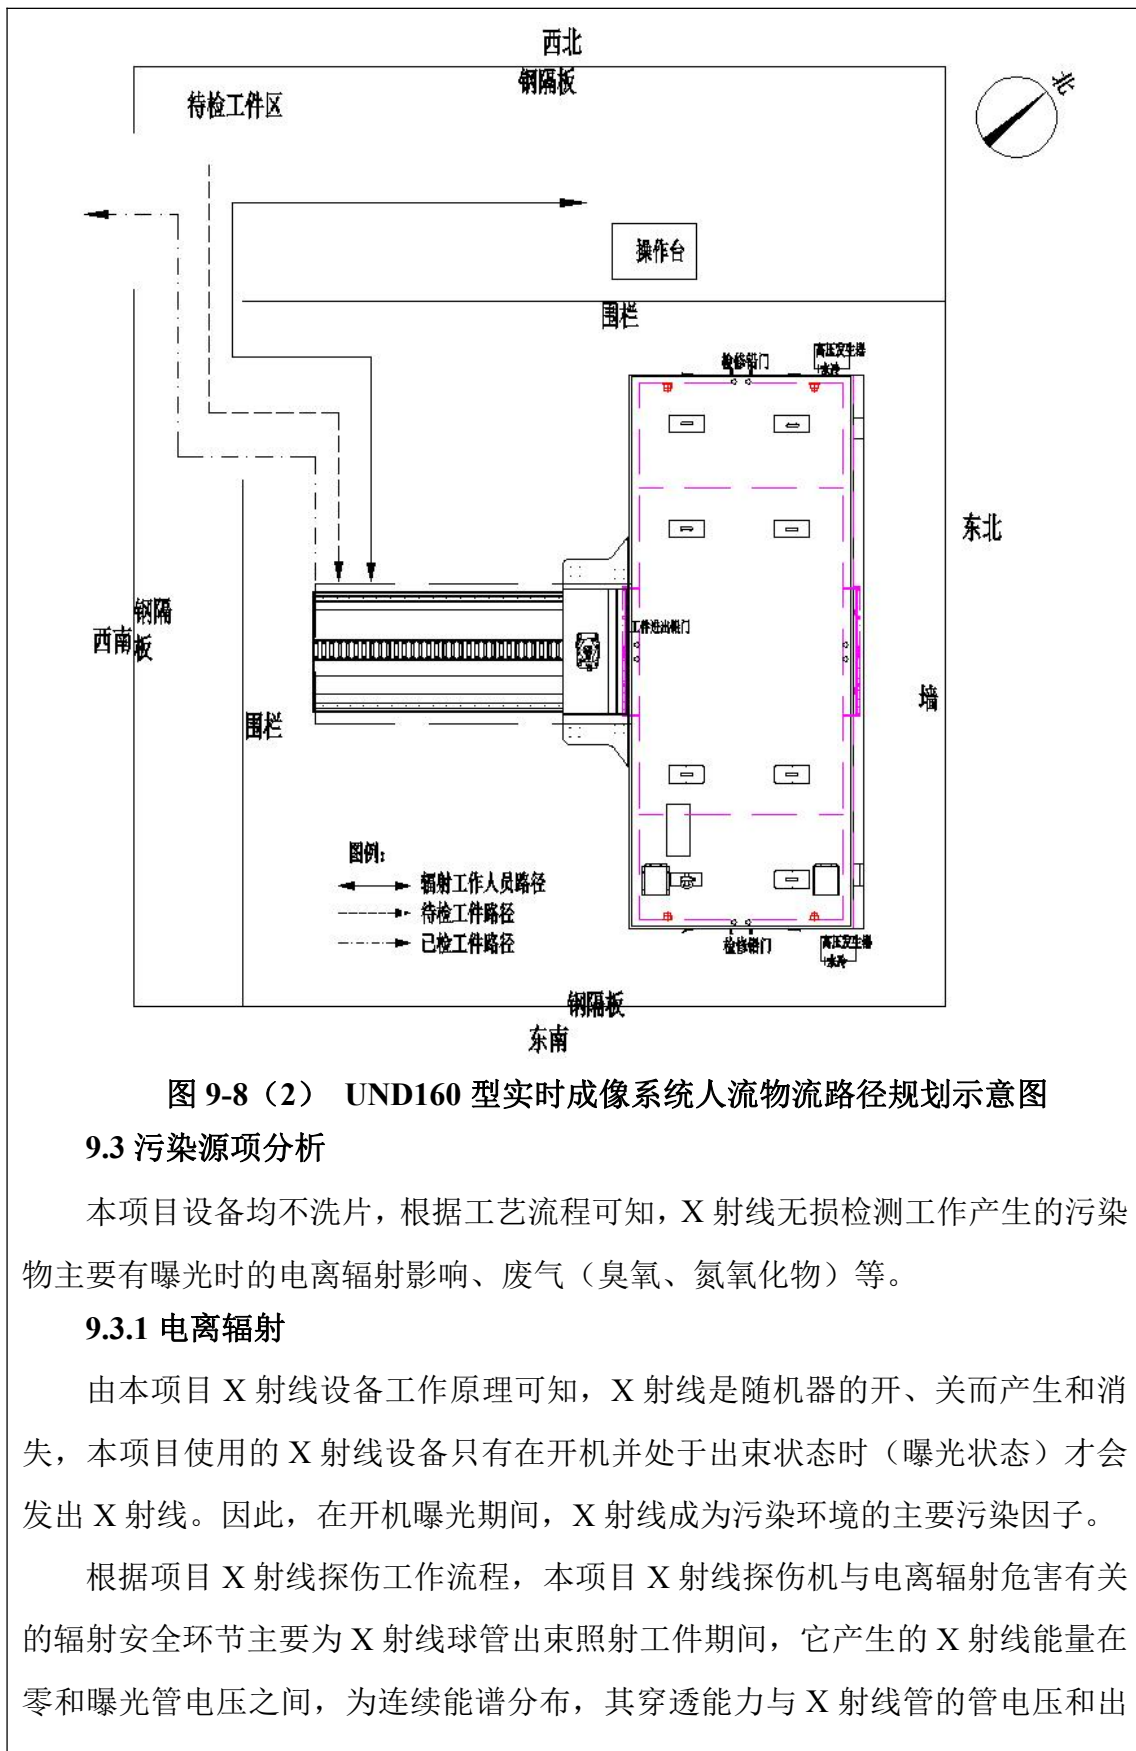 西北
钢隔板
待检工件区
北
操作台
围栏
检修铅门
高压发生器
水冷
东北
工件进出铅门
钢隔
西南板
墙
围栏
图例：
辐射工作人员路径
待检工件路径
已检工件路径
检修铅门
高压发生器
水冷
钢隔板
东南
图 9-8（2） UND160 型实时成像系统人流物流路径规划示意图
9.3 污染源项分析
本项目设备均不洗片，根据工艺流程可知，X 射线无损检测工作产生的污染
物主要有曝光时的电离辐射影响、废气（臭氧、氮氧化物）等。
9.3.1 电离辐射
由本项目 X 射线设备工作原理可知，X 射线是随机器的开、关而产生和消
失，本项目使用的 X 射线设备只有在开机并处于出束状态时（曝光状态）才会
发出 X 射线。因此，在开机曝光期间，X 射线成为污染环境的主要污染因子。
根据项目 X 射线探伤工作流程，本项目 X 射线探伤机与电离辐射危害有关
的辐射安全环节主要为 X 射线球管出束照射工件期间，它产生的 X 射线能量在
零和曝光管电压之间，为连续能谱分布，其穿透能力与 X 射线管的管电压和出